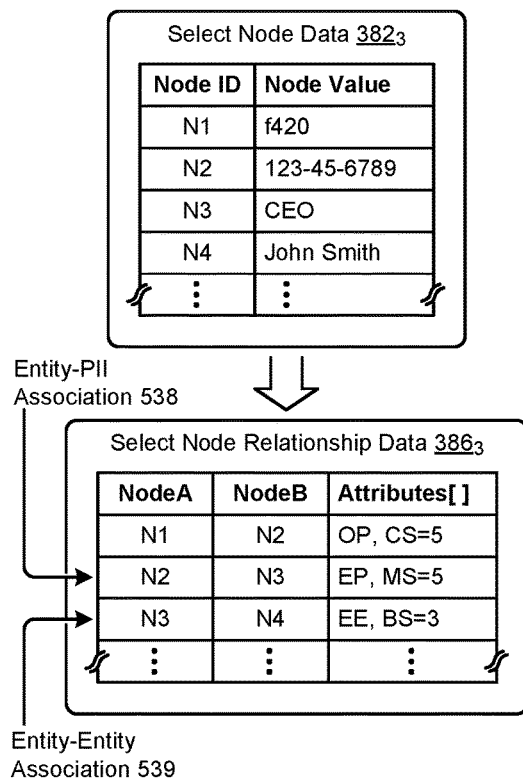 Select Node Data 382₃
Node ID Node Value
N1 f420
N2 123-45-6789
N3 CEO
N4 John Smith
⋮ ⋮
Entity-PII
Association 538
Select Node Relationship Data 386₃
NodeA NodeB Attributes[ ]
N1 N2 OP, CS=5
N2 N3 EP, MS=5
N3 N4 EE, BS=3
⋮ ⋮ ⋮
Entity-Entity
Association 539